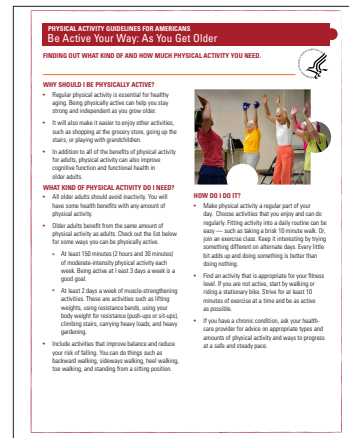 PHYSICAL ACTIVITY GUIDELINES FOR AMERICANS
Be Active Your Way: As You Get Older
FINDING OUT WHAT KIND OF AND HOW MUCH PHYSICAL ACTIVITY YOU NEED.
WHY SHOULD I BE PHYSICALLY ACTIVE?
• Regular physical activity is essential for healthy
aging. Being physically active can help you stay
strong and independent as you grow older.
• It will also make it easier to enjoy other activities,
such as shopping at the grocery store, going up the
stairs, or playing with grandchildren.
• In addition to all of the benefits of physical activity
for adults, physical activity can also improve
cognitive function and functional health in
older adults.
WHAT KIND OF PHYSICAL ACTIVITY DO I NEED?
• All older adults should avoid inactivity. You will
have some health benefits with any amount of
physical activity.
• Older adults benefit from the same amount of
physical activity as adults. Check out the list below
for some ways you can be physically active.
• At least 150 minutes (2 hours and 30 minutes)
of moderate-intensity physical activity each
week. Being active at l east 3 days a week is a
good goal.
• At least 2 days a week of muscle-strengthening
activities. These are activities such as lifting
weights, using resistance bands, using your
body weight for resistance (push-ups or sit-ups),
climbing stairs, carrying heavy loads, and heavy
gardening.
• Include activities that improve balance and reduce
your risk of falling. You can do things such as
backward walking, sideways walking, heel walking,
toe walking, and standing from a sitting position.
HOW DO I DO IT?
• Make physical activity a regular part of your
day. Choose activities that you enjoy and can do
regularly. Fitting activity into a daily routine can be
easy — such as taking a brisk 10 minute walk. Or,
join an exercise class. Keep it interesting by trying
something different on alternate days. Every little
bit adds up and doing something is better than
doing nothing.
• Find an activity that is appropriate for your fitness
level. If you are not active, start by walking or
riding a stationary bike. Strive for at least 10
minutes of exercise at a time and be as active
as possible.
• If you have a chronic condition, ask your health-
care provider for advice on appropriate types and
amounts of physical activity and ways to progress
at a safe and steady pace.